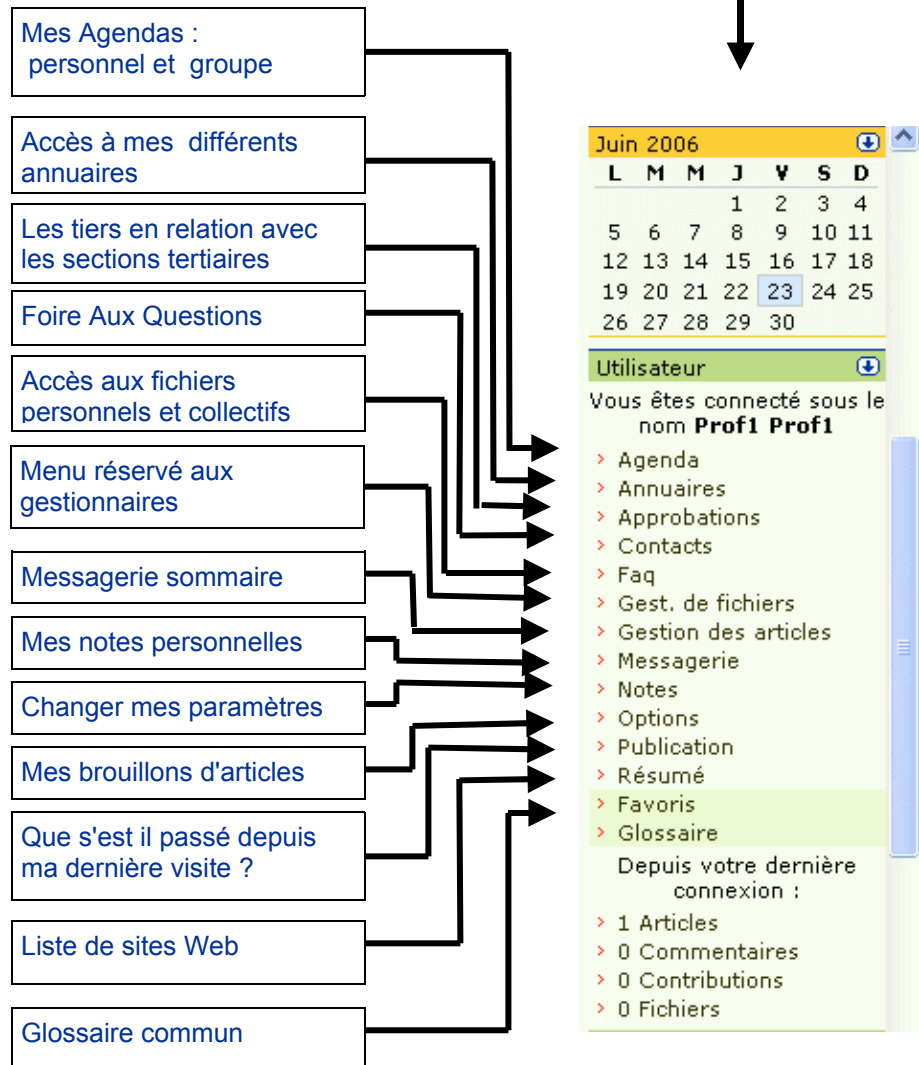 Mes Agendas :
personnel et groupe
Accès à mes différents
annuaires
Les tiers en relation avec
les sections tertiaires
Foire Aux Questions
Accès aux fichiers
personnels et collectifs
Menu réservé aux
gestionnaires
Messagerie sommaire
Mes notes personnelles
Changer mes paramètres
Mes brouillons d'articles
Que s'est il passé depuis
ma dernière visite ?
Liste de sites Web
Glossaire commun
Juin 2006
L M M J V S D
1 2 3 4
5 6 7 8 9 10 11
12 13 14 15 16 17 18
19 20 21 22 23 24 25
26 27 28 29 30
Utilisateur
Vous êtes connecté sous le
nom Prof1 Prof1
Agenda
Annuaires
Approbations
Contacts
Faq
Gest. de fichiers
Gestion des articles
Messagerie
Notes
Options
Publication
Résumé
Favoris
Glossaire
Depuis votre dernière
connexion :
1 Articles
0 Commentaires
0 Contributions
0 Fichiers